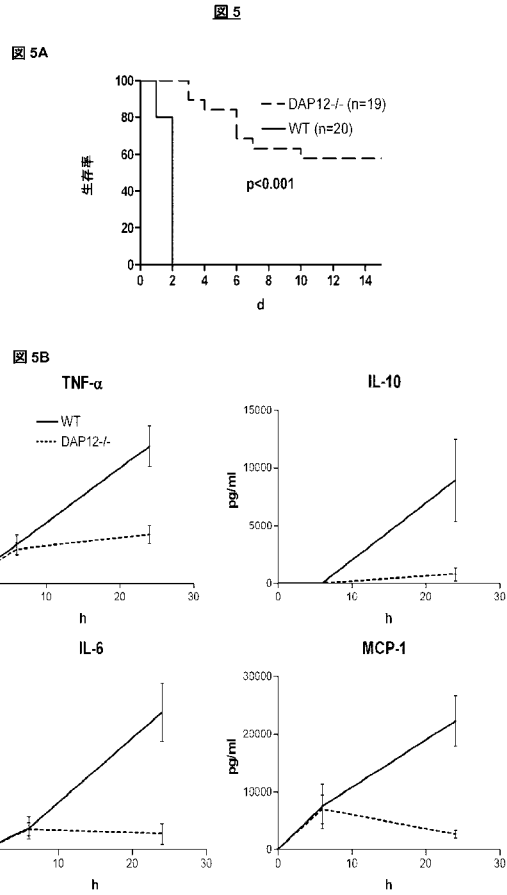 図 5
図 5A
100
80
60
40
20
0
生存率
DAP12-/- (n=19)
WT (n=20)
p<0.001
0 2 4 6 8 10 12 14
d
図 5B
TNF-α
WT
DAP12-/-
10 20 30
h
IL-10
15000
10000
5000
0
pg/ml
0 10 20 30
h
IL-6
10 20 30
h
MCP-1
30000
20000
10000
0
pg/ml
0 10 20 30
h